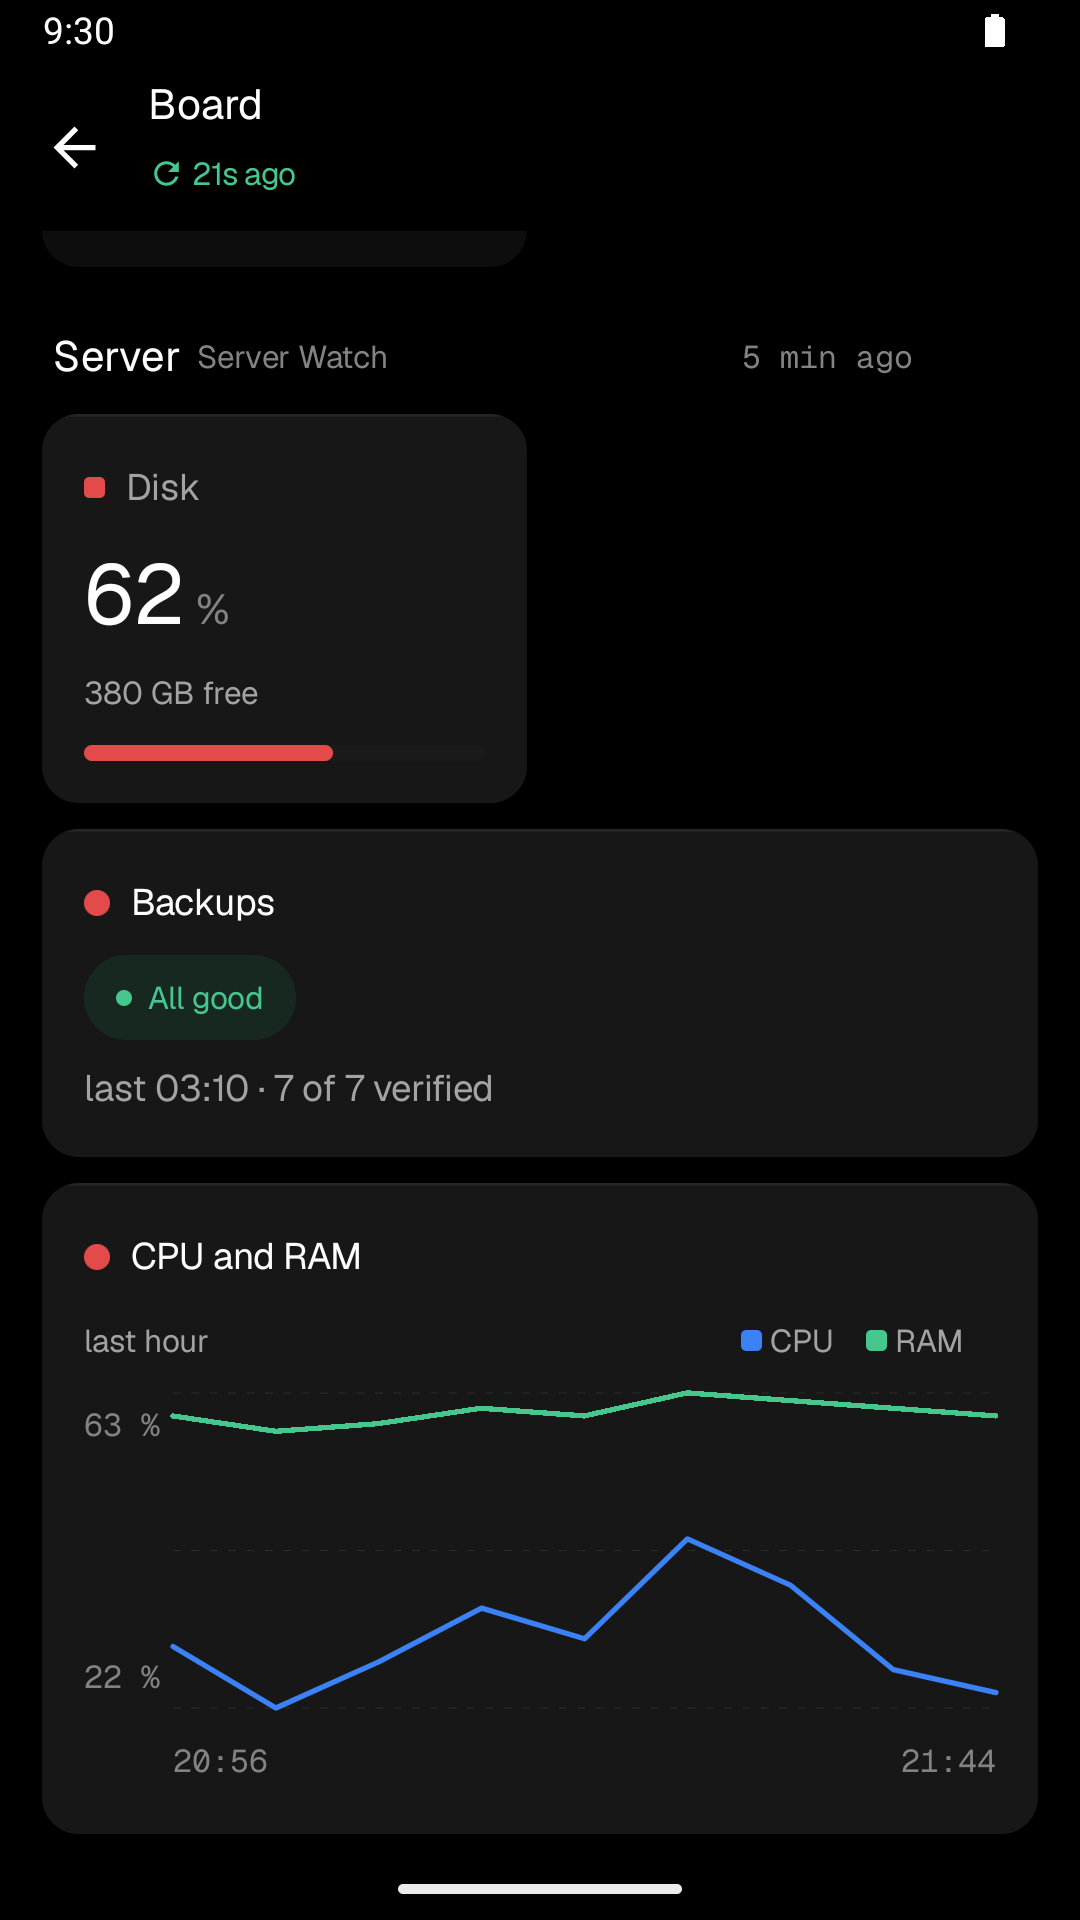 9:30
Board
21s ago
Server Server Watch 5 min ago
Disk
62 %
380 GB free
Backups
All good
last 03:10 · 7 of 7 verified
CPU and RAM
last hour CPU RAM
63 %
22 %
20:56 21:44